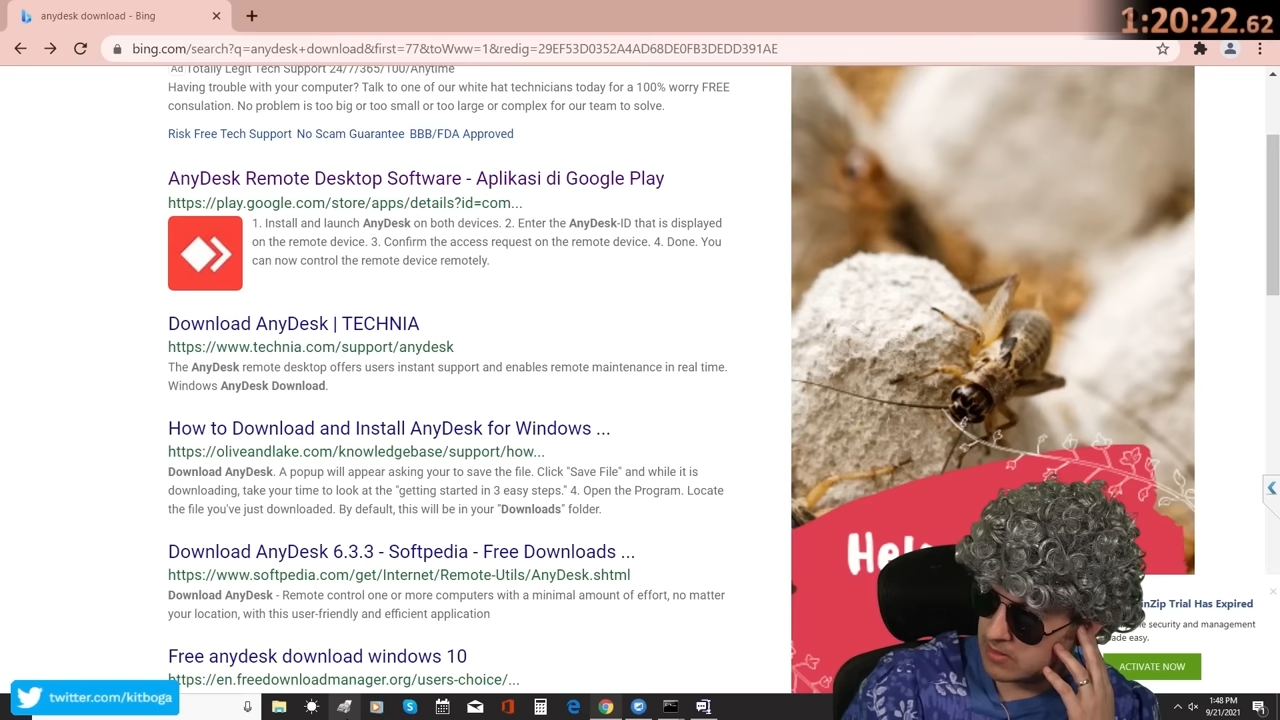 anydesk download - Bing
1:20:22.62
bing.com/search?q=anydesk+download&first=77&toWww=1&redig=29EF53D0352A4AD68DE0FB3DEDD391AE
Ad Totally Legit Tech Support 24/7/365/100/Anytime
Having trouble with your computer? Talk to one of our white hat technicians today for a 100% worry FREE
consulation. No problem is too big or too small or too large or complex for our team to solve.
Risk Free Tech Support No Scam Guarantee BBB/FDA Approved
AnyDesk Remote Desktop Software - Aplikasi di Google Play
https://play.google.com/store/apps/details?id=com...
1. Install and launch AnyDesk on both devices. 2. Enter the AnyDesk-ID that is displayed
on the remote device. 3. Confirm the access request on the remote device. 4. Done. You
can now control the remote device remotely.
Download AnyDesk | TECHNIA
https://www.technia.com/support/anydesk
The AnyDesk remote desktop offers users instant support and enables remote maintenance in real time.
Windows AnyDesk Download.
How to Download and Install AnyDesk for Windows ...
https://oliveandlake.com/knowledgebase/support/how...
Download AnyDesk. A popup will appear asking your to save the file. Click "Save File" and while it is
downloading, take your time to look at the "getting started in 3 easy steps." 4. Open the Program. Locate
the file you've just downloaded. By default, this will be in your "Downloads" folder.
Download AnyDesk 6.3.3 - Softpedia - Free Downloads ...
https://www.softpedia.com/get/Internet/Remote-Utils/AnyDesk.shtml
Download AnyDesk - Remote control one or more computers with a minimal amount of effort, no matter
your location, with this user-friendly and efficient application
Free anydesk download windows 10
https://en.freedownloadmanager.org/users-choice/...
Trial Has Expired
security and management
easy.
ACTIVATE NOW
twitter.com/kitboga
1:48 PM
9/21/2021